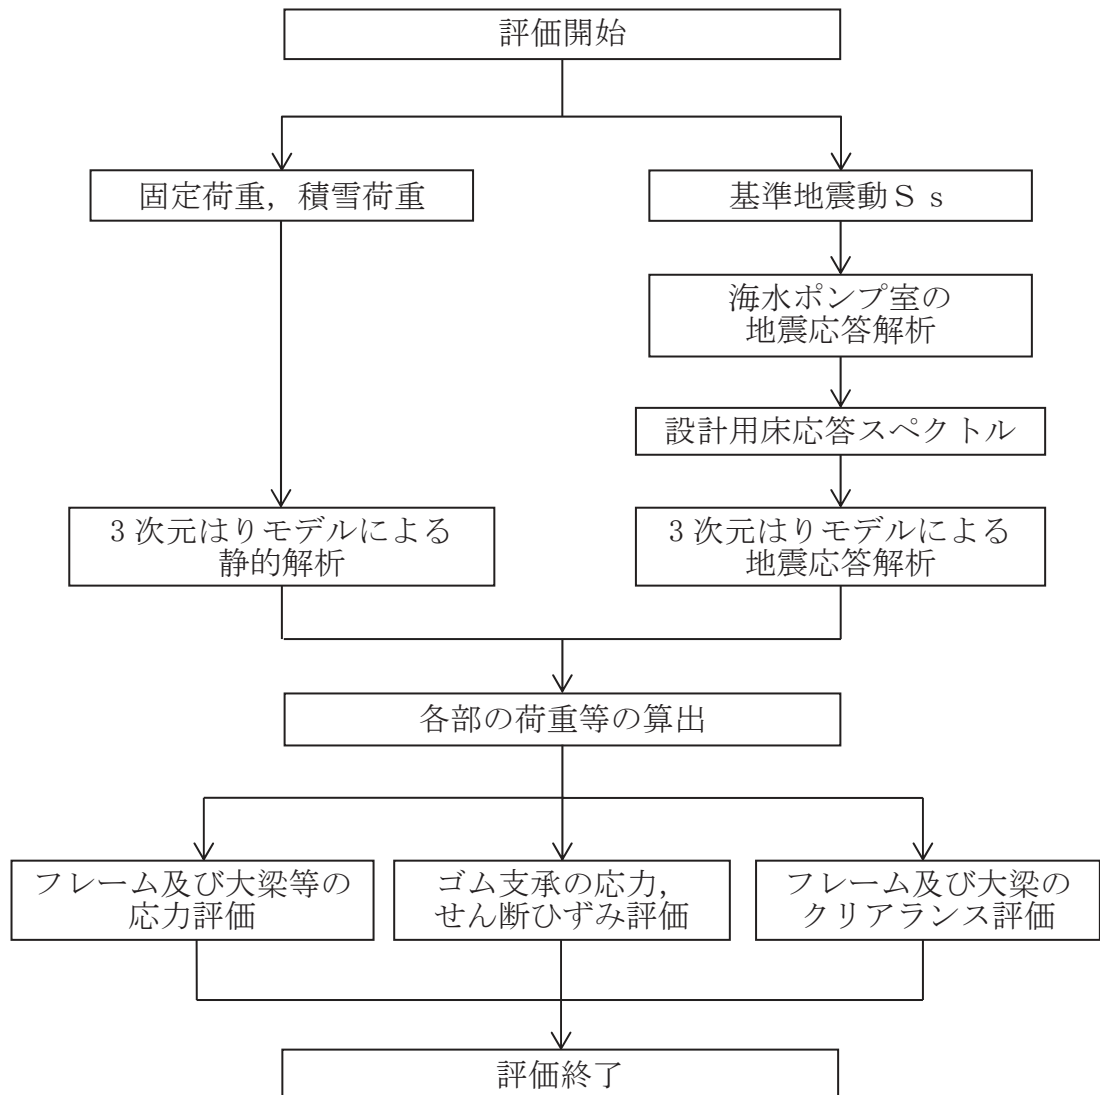 評価開始
固定荷重，積雪荷重
基準地震動Ｓｓ
海水ポンプ室の
地震応答解析
設計用床応答スペクトル
3次元はりモデルによる
静的解析
3次元はりモデルによる
地震応答解析
各部の荷重等の算出
フレーム及び大梁等の
応力評価
ゴム支承の応力，
せん断ひずみ評価
フレーム及び大梁の
クリアランス評価
評価終了